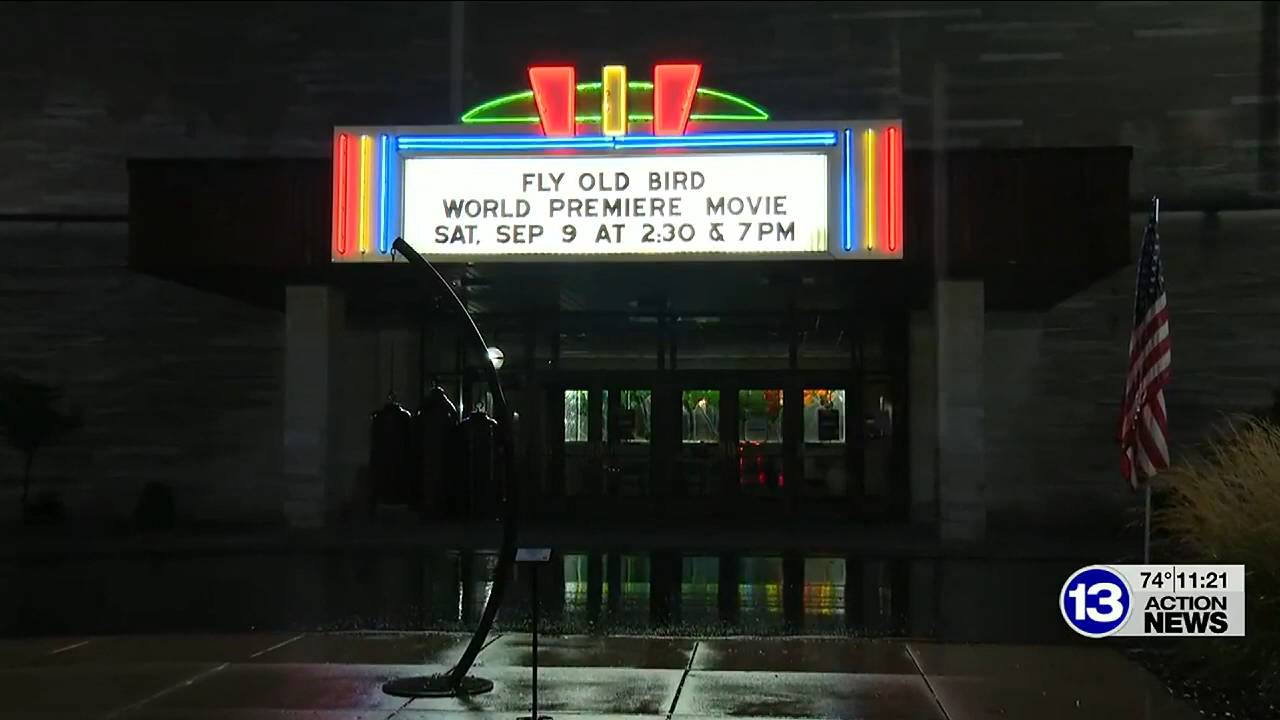 FLY OLD BIRD
WORLD PREMIERE MOVIE
SAT, SEP 9 AT 2:30 & 7PM
13 74° 11:21
ACTION
NEWS